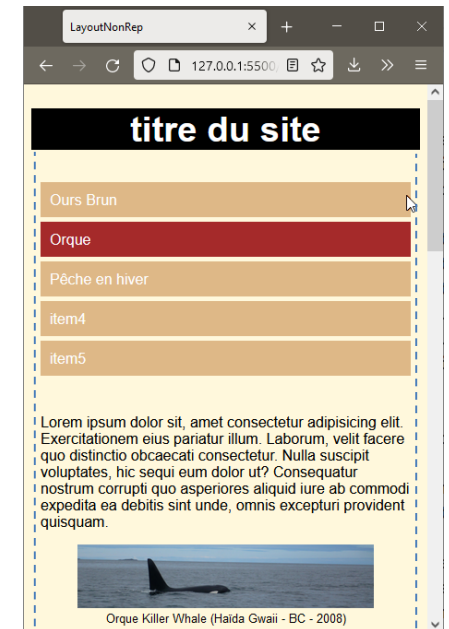 LayoutNonRep
127.0.0.1:5500
titre du site
Ours Brun
Orque
Pêche en hiver
item4
item5
Lorem ipsum dolor sit, amet consectetur adipisicing elit.
Exercitationem eius pariatur illum. Laborum, velit facere
quo distinctio obcaecati consectetur. Nulla suscipit
voluptates, hic sequi eum dolor ut? Consequatur
nostrum corrupti quo asperiores aliquid iure ab commodi
expedita ea debitis sint unde, omnis excepturi provident
quisquam.
Orque Killer Whale (Haïda Gwaii - BC - 2008)